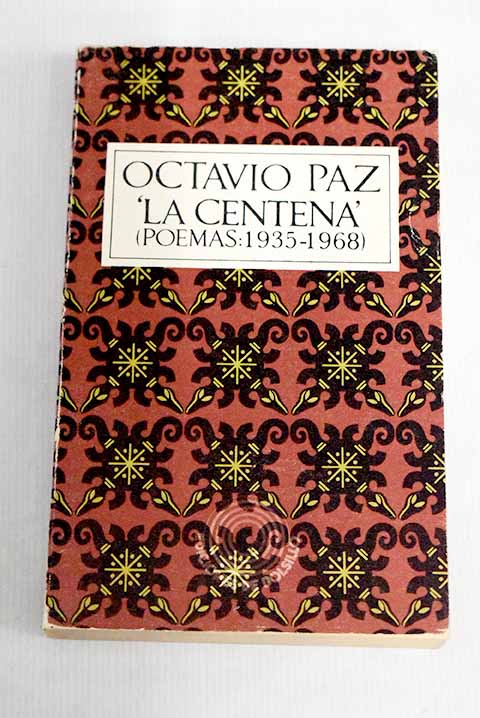 OCTAVIO PAZ
'LA CENTENA'
(POEMAS: 1935-1968)